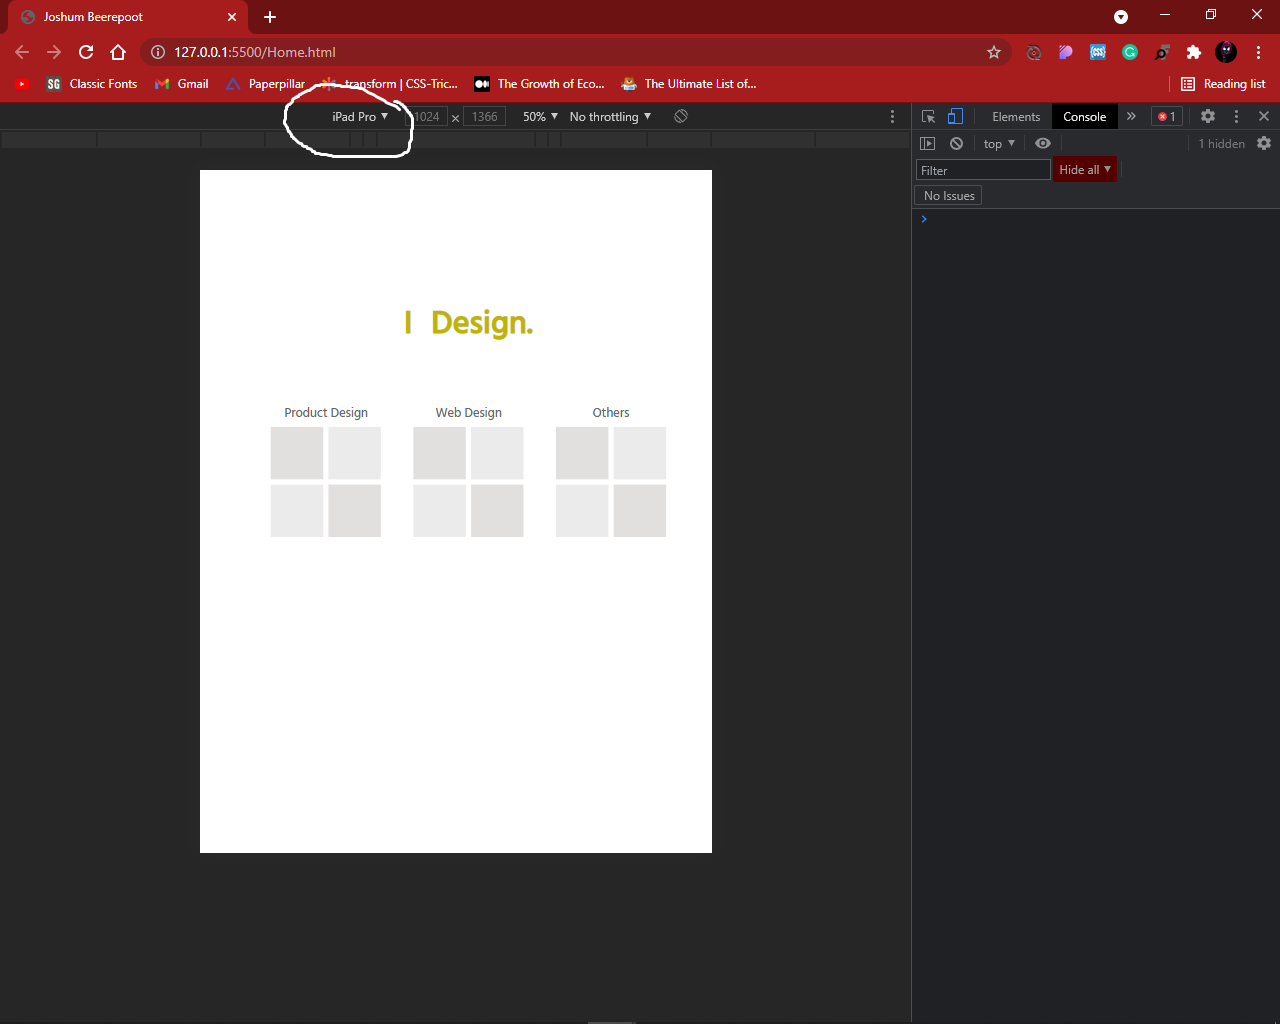 Joshum Beerepoot
127.0.0.1:5500/Home.html
SG Classic Fonts Gmail Paperpillar transform | CSS-Tric... The Growth of Eco... The Ultimate List of... Reading list
iPad Pro ▼ 1024 × 1366 50% ▼ No throttling ▼
Elements Console » 1
top ▼ 1 hidden
Filter Hide all ▼
No Issues
I Design.
Product Design Web Design Others